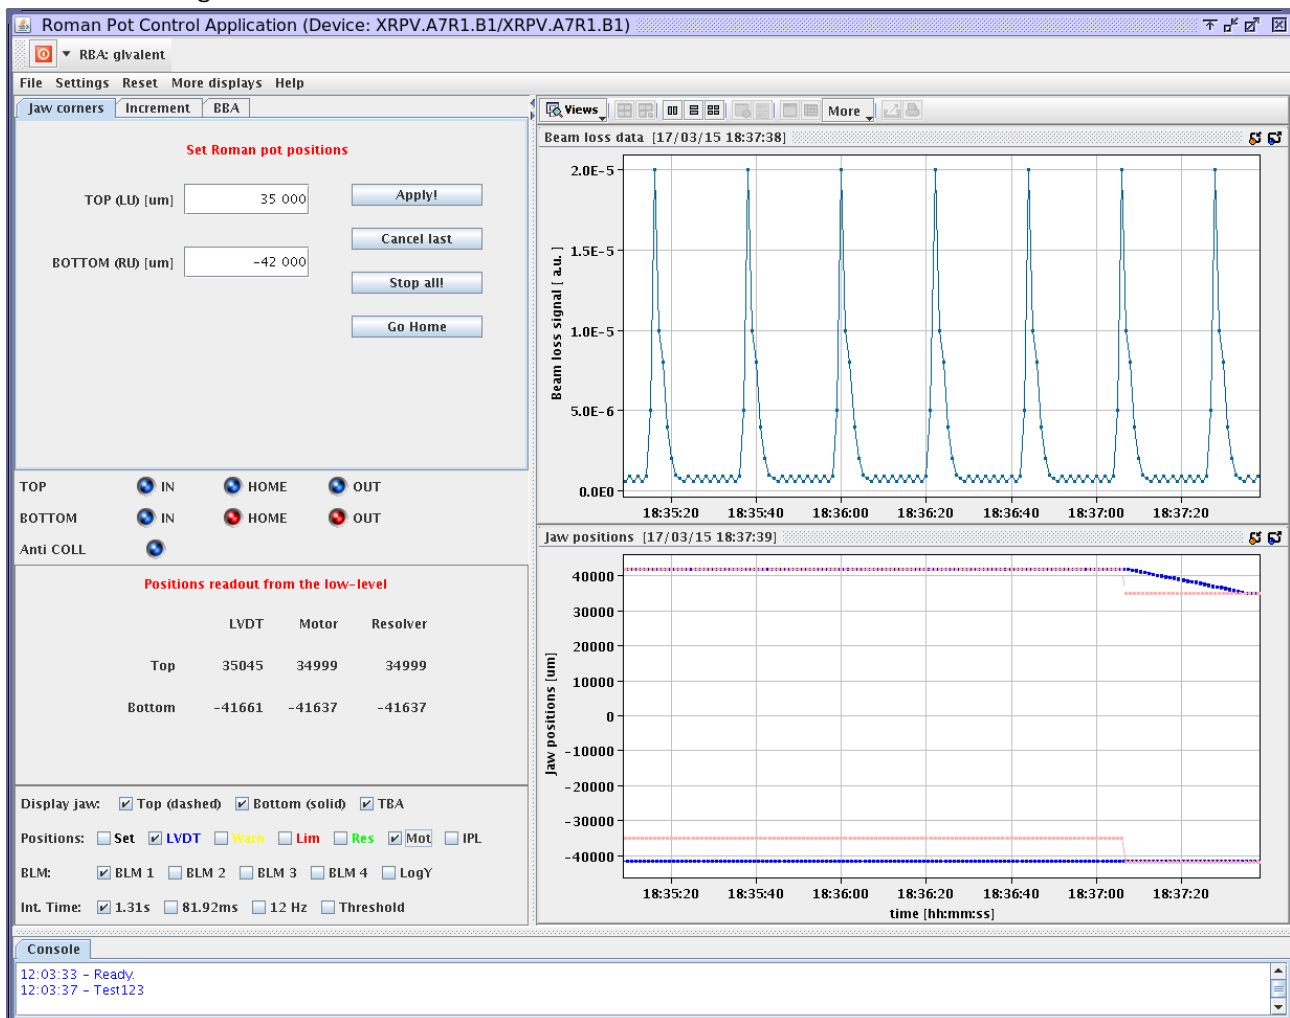 Roman Pot Control Application (Device: XRPV.A7R1.B1/XRPV.A7R1.B1)
RBA: glvalent
File Settings Reset More displays Help
Jaw corners Increment BBA
Set Roman pot positions
TOP (LU) [um] 35 000 Apply!
Cancel last
BOTTOM (RU) [um] -42 000
Stop all!
Go Home
TOP IN HOME OUT
BOTTOM IN HOME OUT
Anti COLL
Positions readout from the low-level
LVDT Motor Resolver
Top 35045 34999 34999
Bottom -41661 -41637 -41637
Display jaw: Top (dashed) Bottom (solid) TBA
Positions: Set LVDT Warn Lim Res Mot IPL
BLM: BLM 1 BLM 2 BLM 3 BLM 4 LogY
Int. Time: 1.31s 81.92ms 12 Hz Threshold
Views More
Beam loss data [17/03/15 18:37:38]
Beam loss signal [ a.u. ]
2.0E-5
1.5E-5
1.0E-5
5.0E-6
0.0E0
18:35:20 18:35:40 18:36:00 18:36:20 18:36:40 18:37:00 18:37:20
Jaw positions [17/03/15 18:37:39]
Jaw positions [um]
40000
30000
20000
10000
0
-10000
-20000
-30000
-40000
18:35:20 18:35:40 18:36:00 18:36:20 18:36:40 18:37:00 18:37:20
time [hh:mm:ss]
Console
12:03:33 - Ready.
12:03:37 - Test123